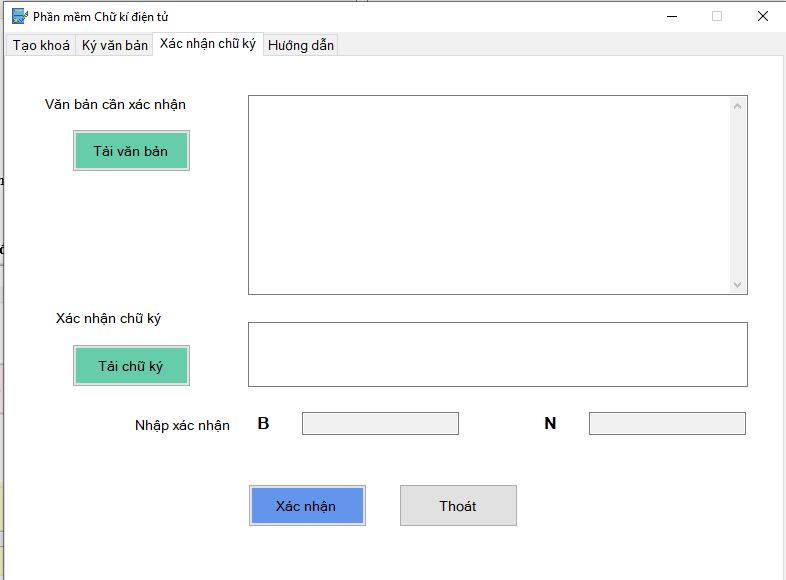 Phần mềm Chữ kí điện tử
Tạo khoá Ký văn bản Xác nhận chữ ký Hướng dẫn
Văn bản cần xác nhận
Tải văn bản
Xác nhận chữ ký
Tải chữ ký
Nhập xác nhận B N
Xác nhận Thoát